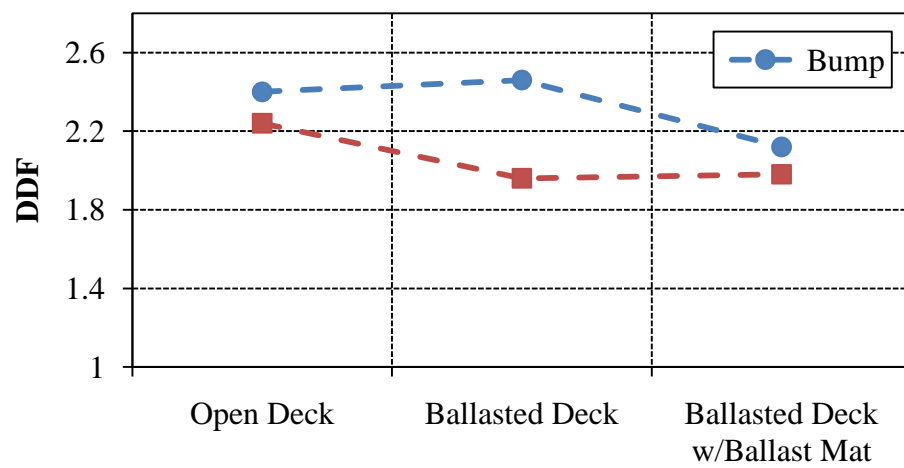 2.6
Bump
2.2
DDF
1.8
1.4
1
Open Deck
Ballasted Deck
Ballasted Deck
w/Ballast Mat